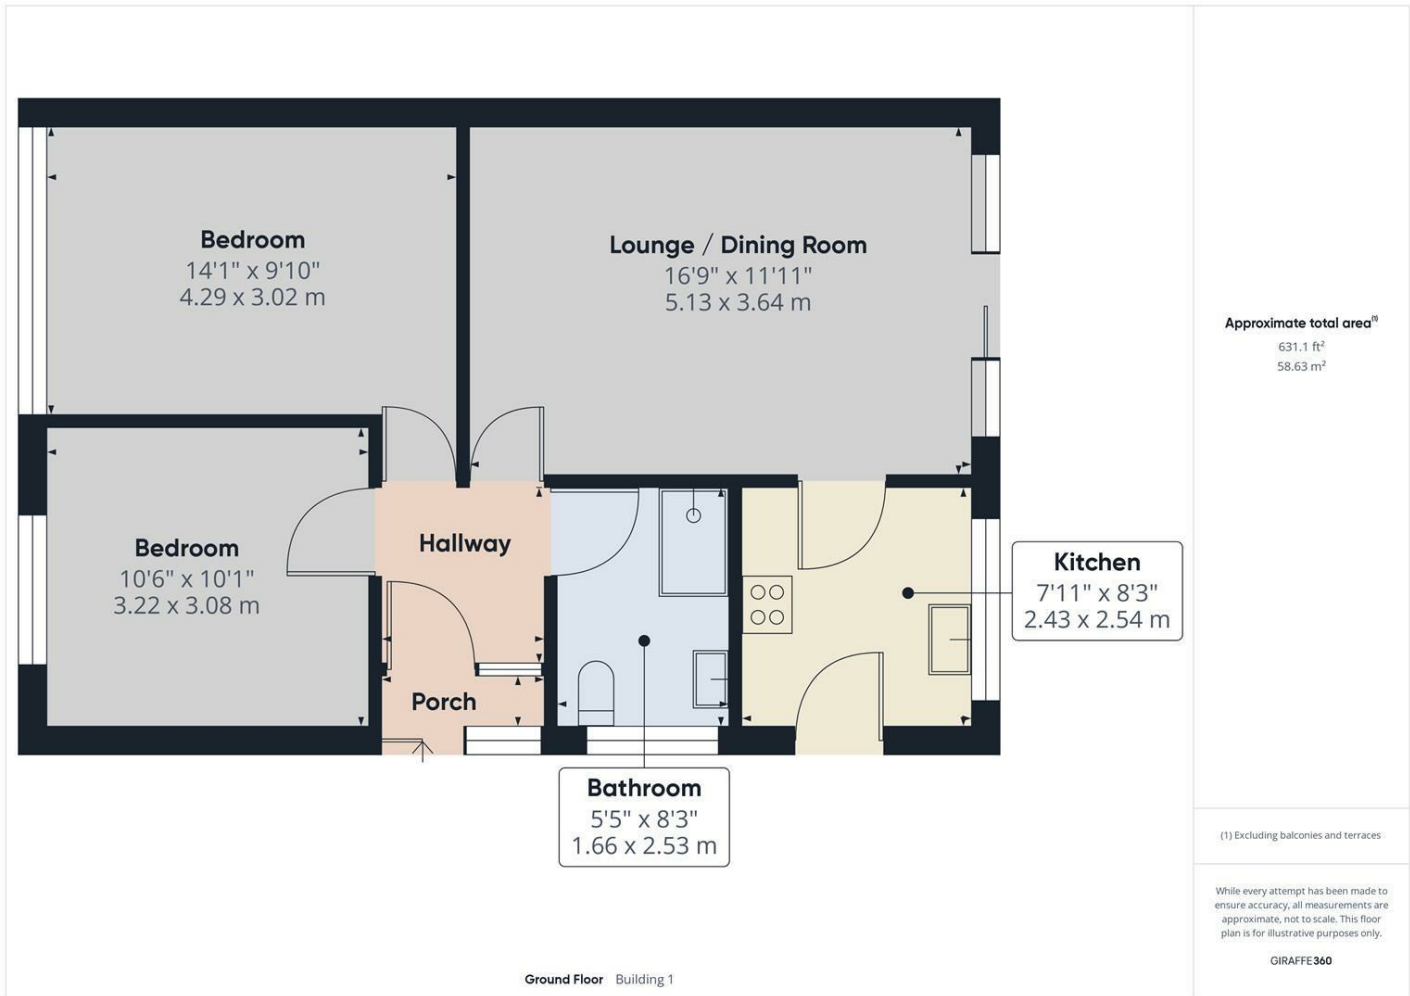 Bedroom
14'1" x 9'10"
4.29 x 3.02 m
Lounge / Dining Room
16'9" x 11'11"
5.13 x 3.64 m
Bedroom
10'6" x 10'1"
3.22 x 3.08 m
Hallway
Porch
Kitchen
7'11" x 8'3"
2.43 x 2.54 m
Bathroom
5'5" x 8'3"
1.66 x 2.53 m
Ground Floor Building 1
Approximate total area(1)
631.1 ft²
58.63 m²
(1) Excluding balconies and terraces
While every attempt has been made to
ensure accuracy, all measurements are
approximate, not to scale. This floor
plan is for illustrative purposes only.
GIRAFFE360